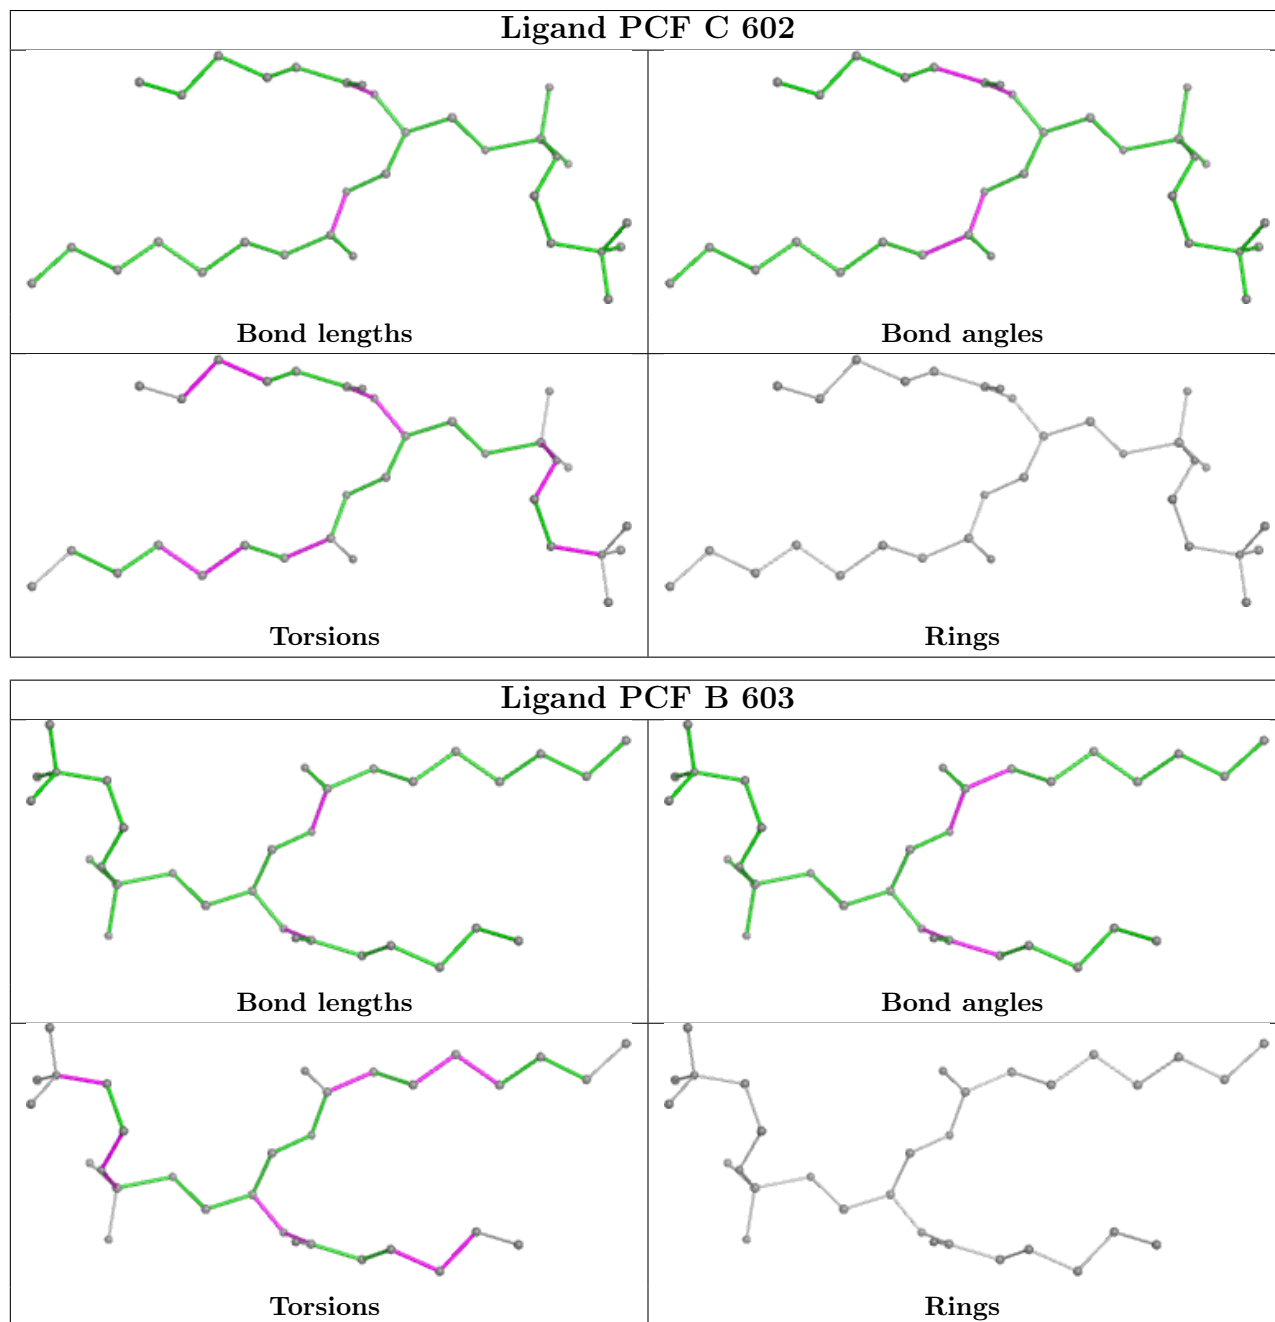 Ligand PCF C 602
Bond lengths
Bond angles
Torsions
Rings
Ligand PCF B 603
Bond lengths
Bond angles
Torsions
Rings